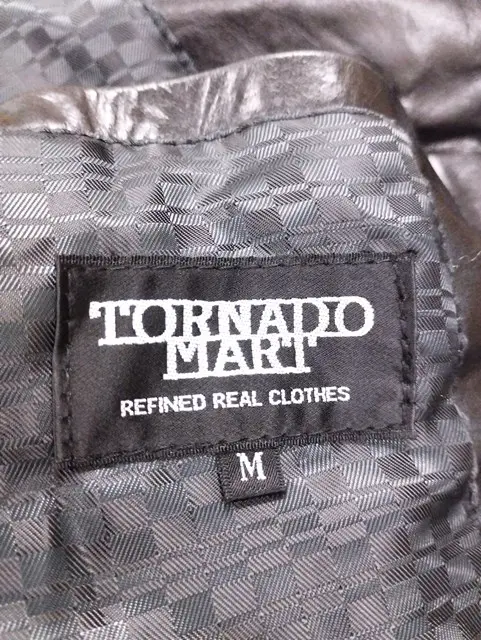 TORNADO
MART
REFINED REAL CLOTHES
M